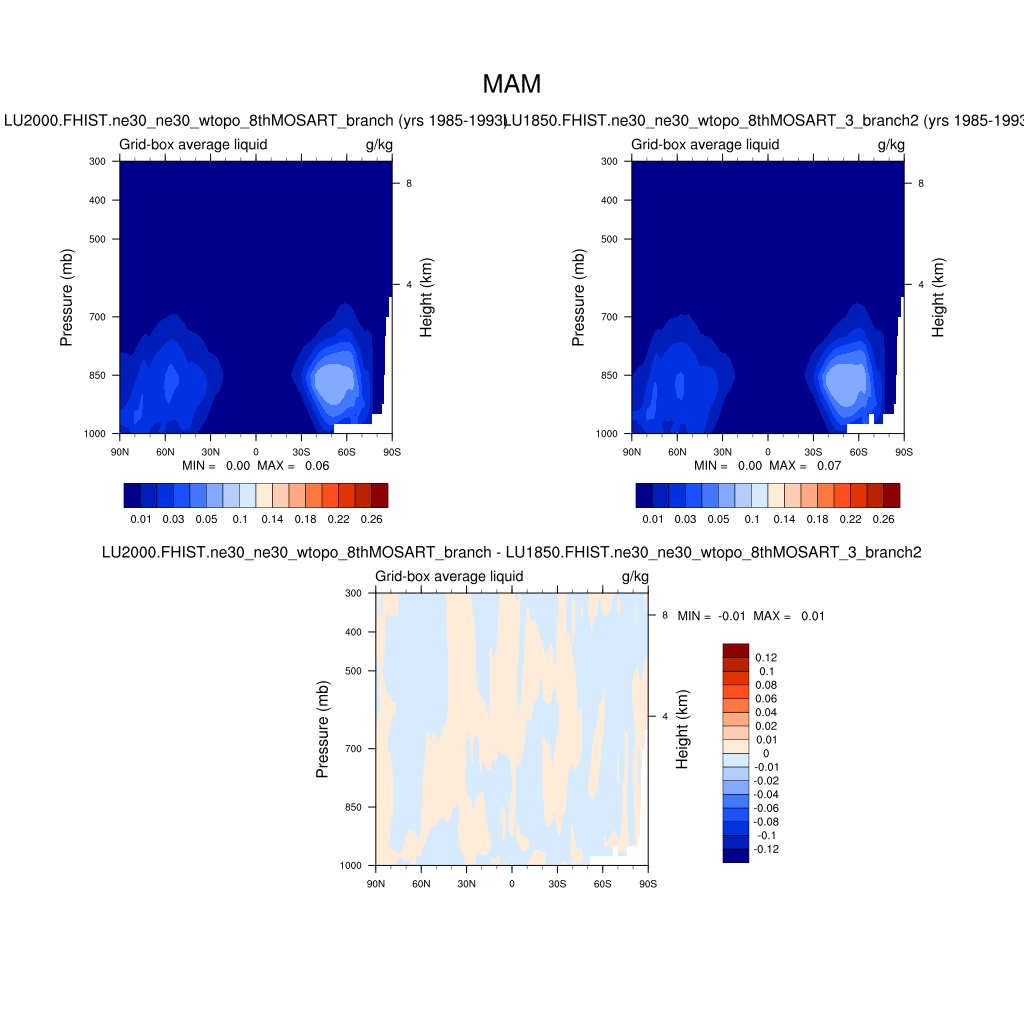 MAM
LU2000.FHIST.ne30_ne30_wtopo_8thMOSART_branch (yrs 1985-1993)
LU1850.FHIST.ne30_ne30_wtopo_8thMOSART_3_branch2 (yrs 1985-1993
Grid-box average liquid g/kg
300
400
500
700
850
1000
Pressure (mb)
8
4
Height (km)
90N 60N 30N 0 30S 60S 90S
MIN = 0.00 MAX = 0.06
0.01 0.03 0.05 0.1 0.14 0.18 0.22 0.26
Grid-box average liquid g/kg
300
400
500
700
850
1000
Pressure (mb)
8
4
Height (km)
90N 60N 30N 0 30S 60S 90S
MIN = 0.00 MAX = 0.07
0.01 0.03 0.05 0.1 0.14 0.18 0.22 0.26
LU2000.FHIST.ne30_ne30_wtopo_8thMOSART_branch - LU1850.FHIST.ne30_ne30_wtopo_8thMOSART_3_branch2
Grid-box average liquid g/kg
300
400
500
700
850
1000
Pressure (mb)
8
4
Height (km)
90N 60N 30N 0 30S 60S 90S
MIN = -0.01 MAX = 0.01
0.12
0.1
0.08
0.06
0.04
0.02
0.01
0
-0.01
-0.02
-0.04
-0.06
-0.08
-0.1
-0.12